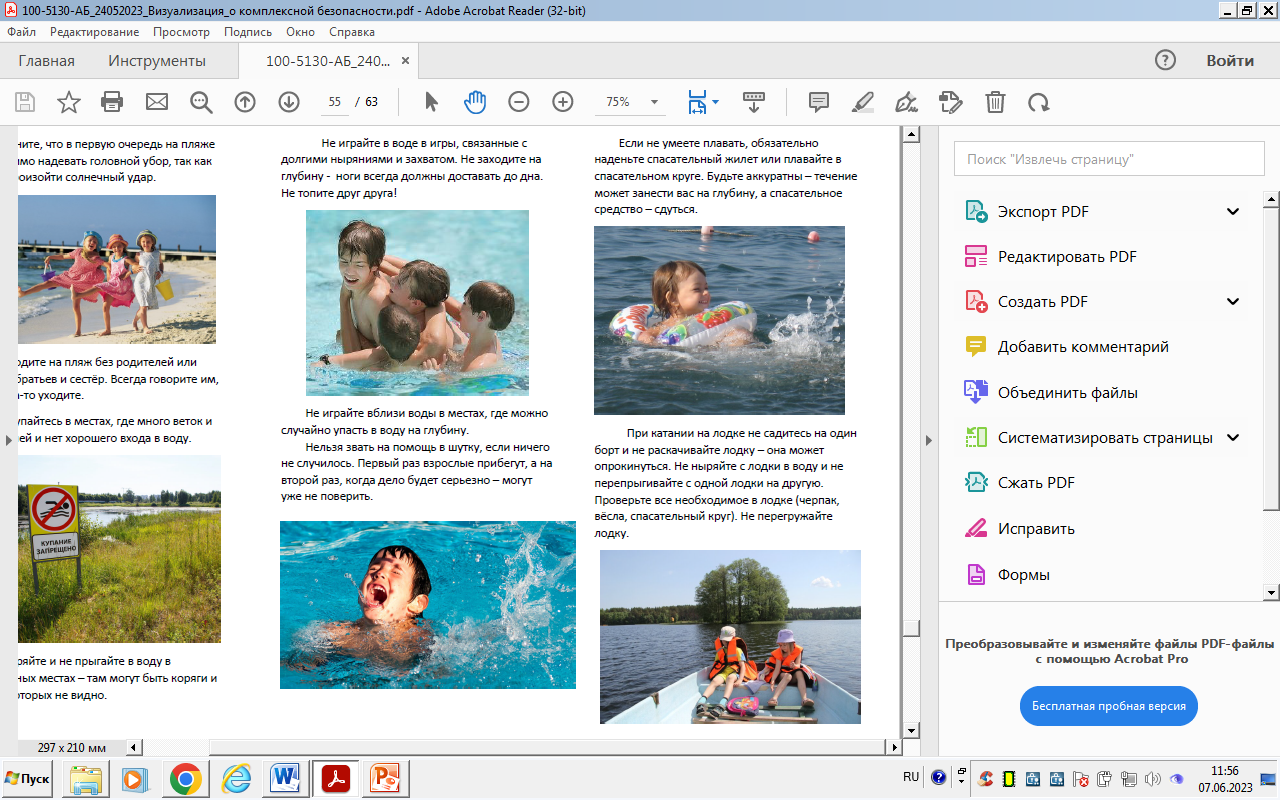 100-5130-АБ_24052023_Визуализация_о комплексной безопасности.pdf - Adobe Acrobat Reader (32-bit)
Файл Редактирование Просмотр Подпись Окно Справка
Главная Инструменты 100-5130-АБ_240... × Войти
55 / 63 75%
ните, что в первую очередь на пляже
имо надевать головной убор, так как
роизойти солнечный удар.
одите на пляж без родителей или
братьев и сестёр. Всегда говорите им,
а-то уходите.
упайтесь в местах, где много веток и
ей и нет хорошего входа в воду.
КУПАНИЕ
ЗАПРЕЩЕНО
ряйте и не прыгайте в воду в
ных местах – там могут быть коряги и
оторых не видно.
Не играйте в воде в игры, связанные с
долгими ныряниями и захватом. Не заходите на
глубину - ноги всегда должны доставать до дна.
Не топите друг друга!
Не играйте вблизи воды в местах, где можно
случайно упасть в воду на глубину.
Нельзя звать на помощь в шутку, если ничего
не случилось. Первый раз взрослые прибегут, а на
второй раз, когда дело будет серьезно – могут
уже не поверить.
Если не умеете плавать, обязательно
наденьте спасательный жилет или плавайте в
спасательном круге. Будьте аккуратны – течение
может занести вас на глубину, а спасательное
средство – сдуться.
При катании на лодке не садитесь на один
борт и не раскачивайте лодку – она может
опрокинуться. Не ныряйте с лодки в воду и не
перепрыгивайте с одной лодки на другую.
Проверьте все необходимое в лодке (черпак,
вёсла, спасательный круг). Не перегружайте
лодку.
297 x 210 мм
Поиск "Извлечь страницу"
Экспорт PDF
Редактировать PDF
Создать PDF
Добавить комментарий
Объединить файлы
Систематизировать страницы
Сжать PDF
Исправить
Формы
Преобразовывайте и изменяйте файлы PDF-файлы
с помощью Acrobat Pro
Бесплатная пробная версия
Пуск RU 11:56
07.06.2023